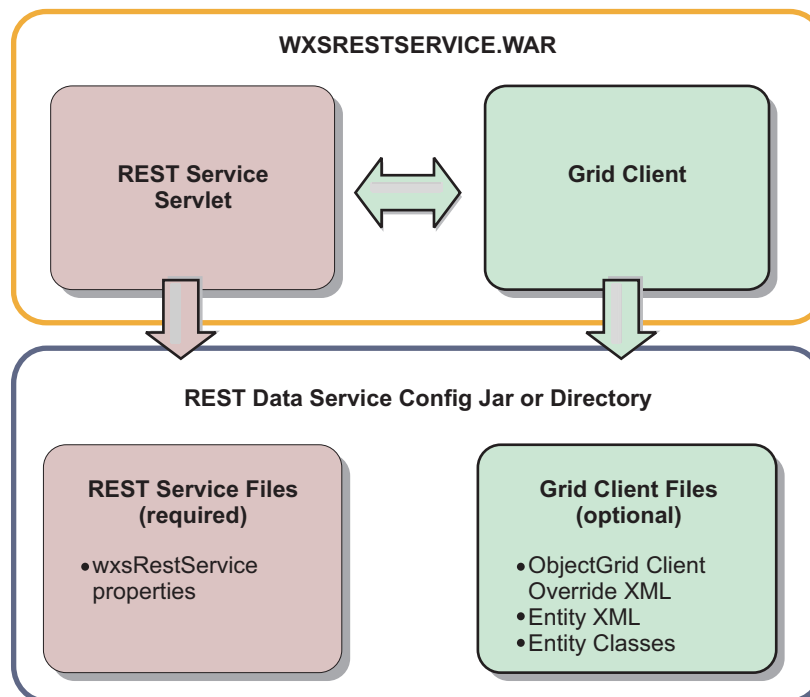 WXSRESTSERVICE.WAR
REST Service
Servlet
Grid Client
REST Data Service Config Jar or Directory
REST Service Files
(required)
•wxsRestService
properties
Grid Client Files
(optional)
•ObjectGrid Client
Override XML
•Entity XML
•Entity Classes